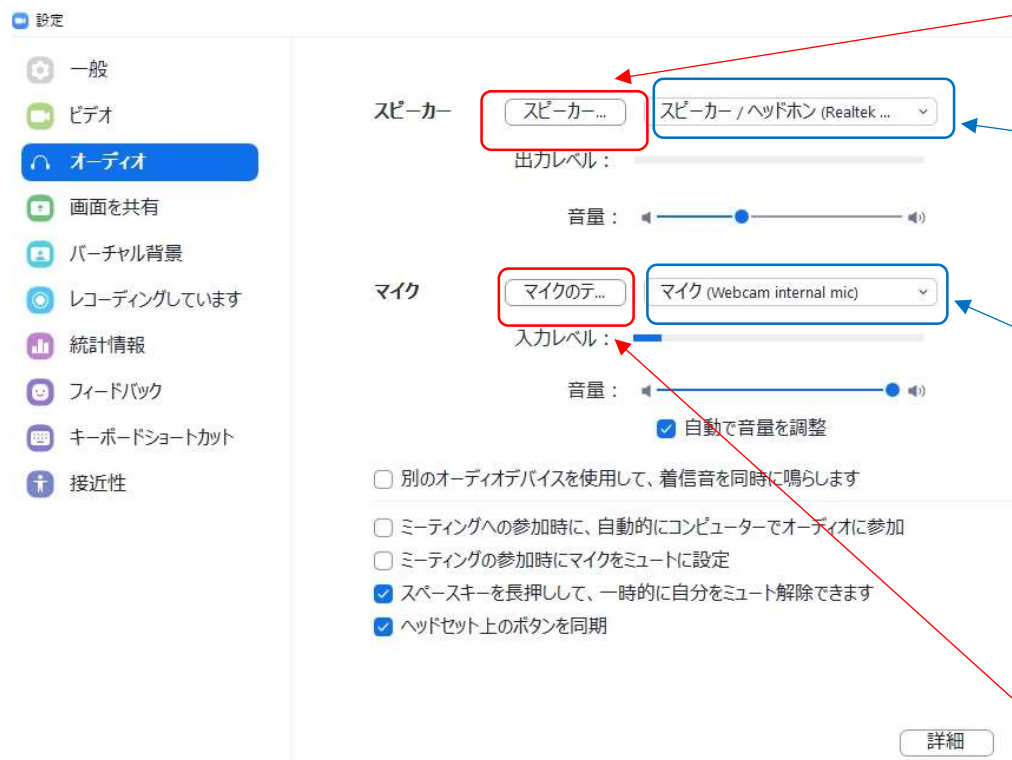 設定
一般
ビデオ
オーディオ
画面を共有
バーチャル背景
レコーディングしています
統計情報
フィードバック
キーボードショートカット
接近性
スピーカー スピーカー... スピーカー / ヘッドホン (Realtek ...
出力レベル：
音量：
マイク マイクのテ... マイク (Webcam internal mic)
入力レベル：
音量：
自動で音量を調整
別のオーディオデバイスを使用して、着信音を同時に鳴らします
ミーティングへの参加時に、自動的にコンピューターでオーディオに参加
ミーティングの参加時にマイクをミュートに設定
スペースキーを長押しして、一時的に自分をミュート解除できます
ヘッドセット上のボタンを同期
詳細